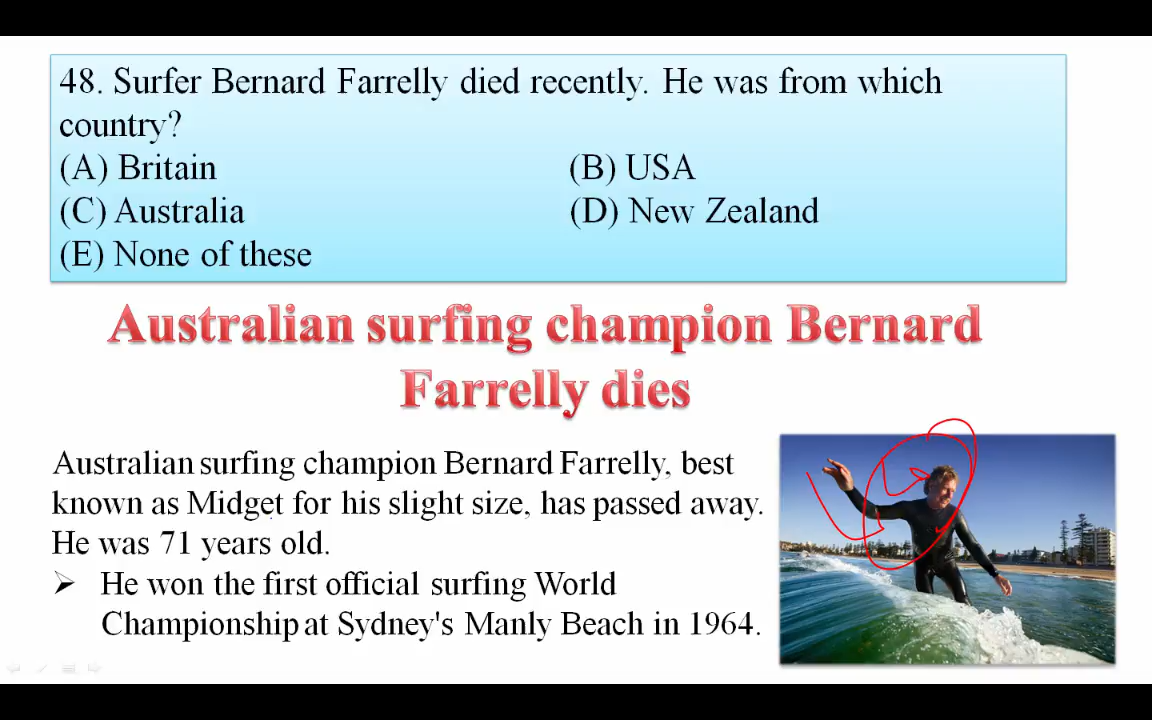 48. Surfer Bernard Farrelly died recently. He was from which
country?
(A) Britain (B) USA
(C) Australia (D) New Zealand
(E) None of these
Australian surfing champion Bernard
Farrelly dies
Australian surfing champion Bernard Farrelly, best
known as Midget for his slight size, has passed away.
He was 71 years old.
➢ He won the first official surfing World
Championship at Sydney's Manly Beach in 1964.